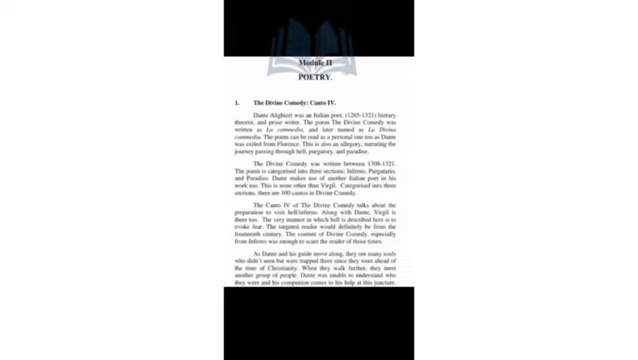 Module II
POETRY.
1. The Divine Comedy: Canto IV.
Dante Alighieri was an Italian poet, (1265-1321) literary
theorist, and prose writer. The poem The Divine Comedy was
written as La commedia, and later named as La Divina
commedia. The poem can be read as a personal one too as Dante
was exiled from Florence. This is also an allegory, narrating the
journey passing through hell, purgatory, and paradise.
The Divine Comedy was written between 1308-1321.
The poem is categorised into three sections: Inferno, Purgatario,
and Paradiso. Dante makes use of another Italian poet in his
work too. This is none other than Virgil. Categorised into three
sections, there are 100 cantos in Divine Comedy.
The Canto IV of The Divine Comedy talks about the
preparation to visit hell/inferno. Along with Dante, Virgil is
there too. The very manner in which hell is described here is to
evoke fear. The targeted reader would definitely be from the
fourteenth century. The content of Divine Comedy, especially
from Inferno was enough to scare the reader of those times.
As Dante and his guide move along, they see many souls
who didn't seen but were trapped there since they were ahead of
the time of Christianity. When they walk further, they meet
another group of people. Dante was unable to understand who
they were and his companion comes to his help at this juncture.